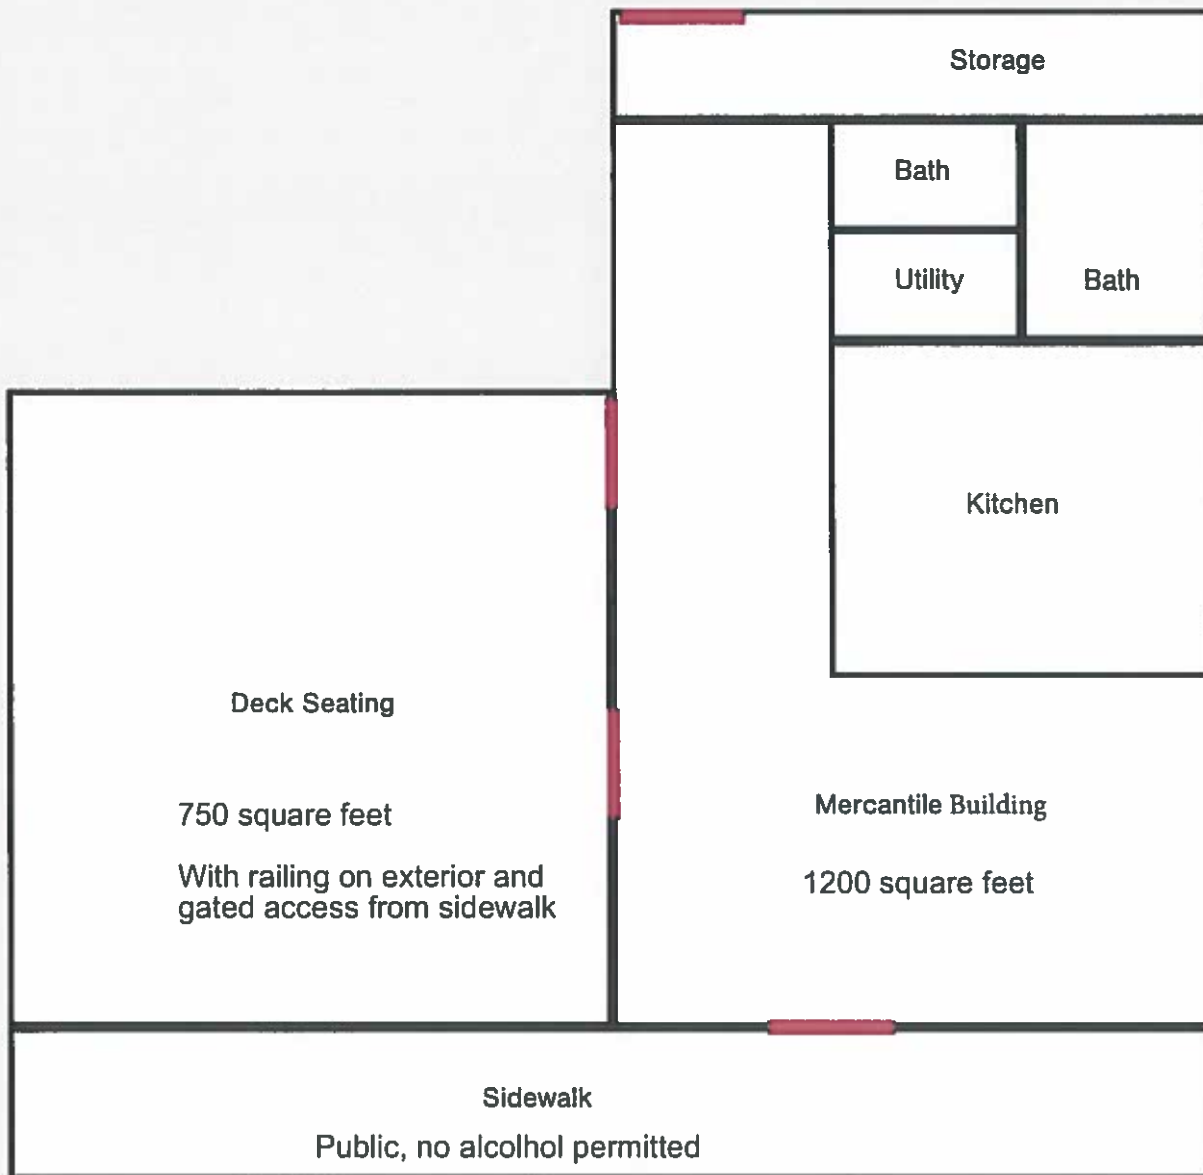 Storage
Bath
Utility
Bath
Kitchen
Deck Seating
750 square feet
With railing on exterior and
gated access from sidewalk
Mercantile Building
1200 square feet
Sidewalk
Public, no alcolhol permitted